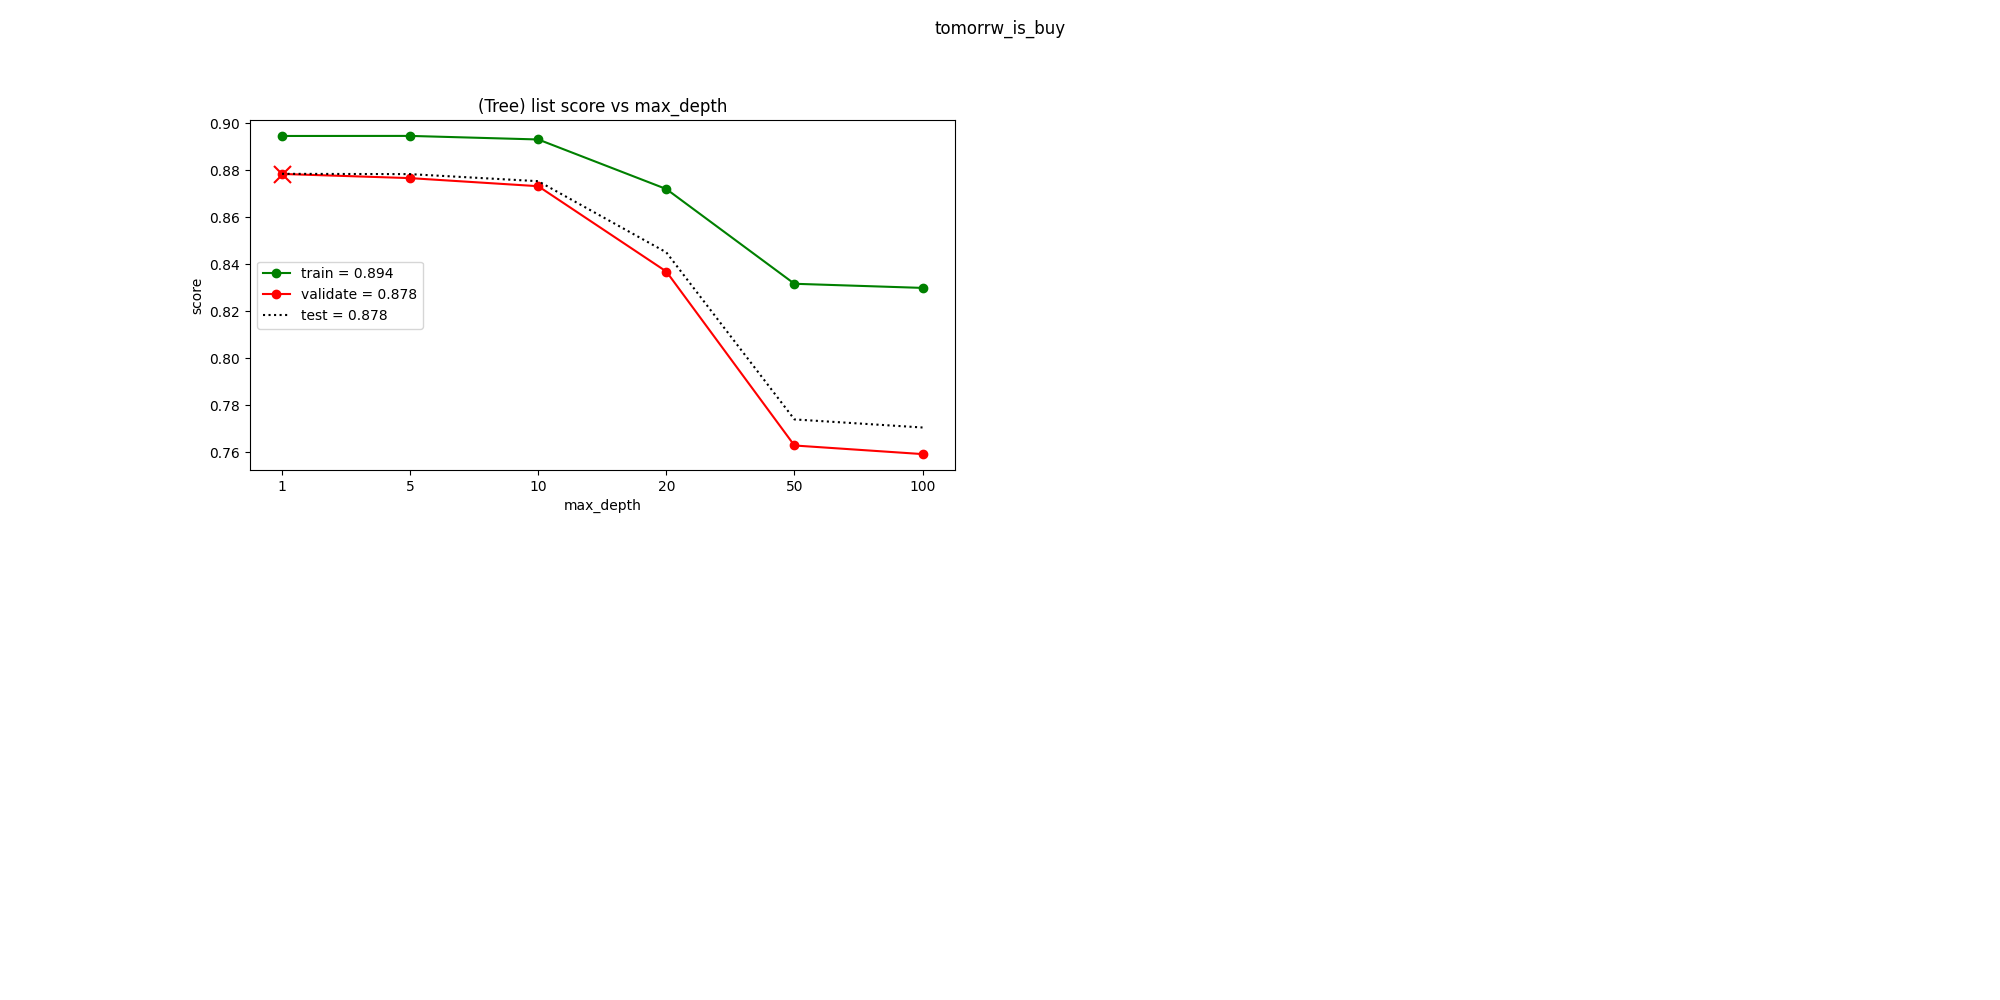 tomorrw_is_buy
(Tree) list score vs max_depth
0.90
0.88
0.86
0.84
0.82
0.80
0.78
0.76
score
train = 0.894
validate = 0.878
test = 0.878
1 5 10 20 50 100
max_depth